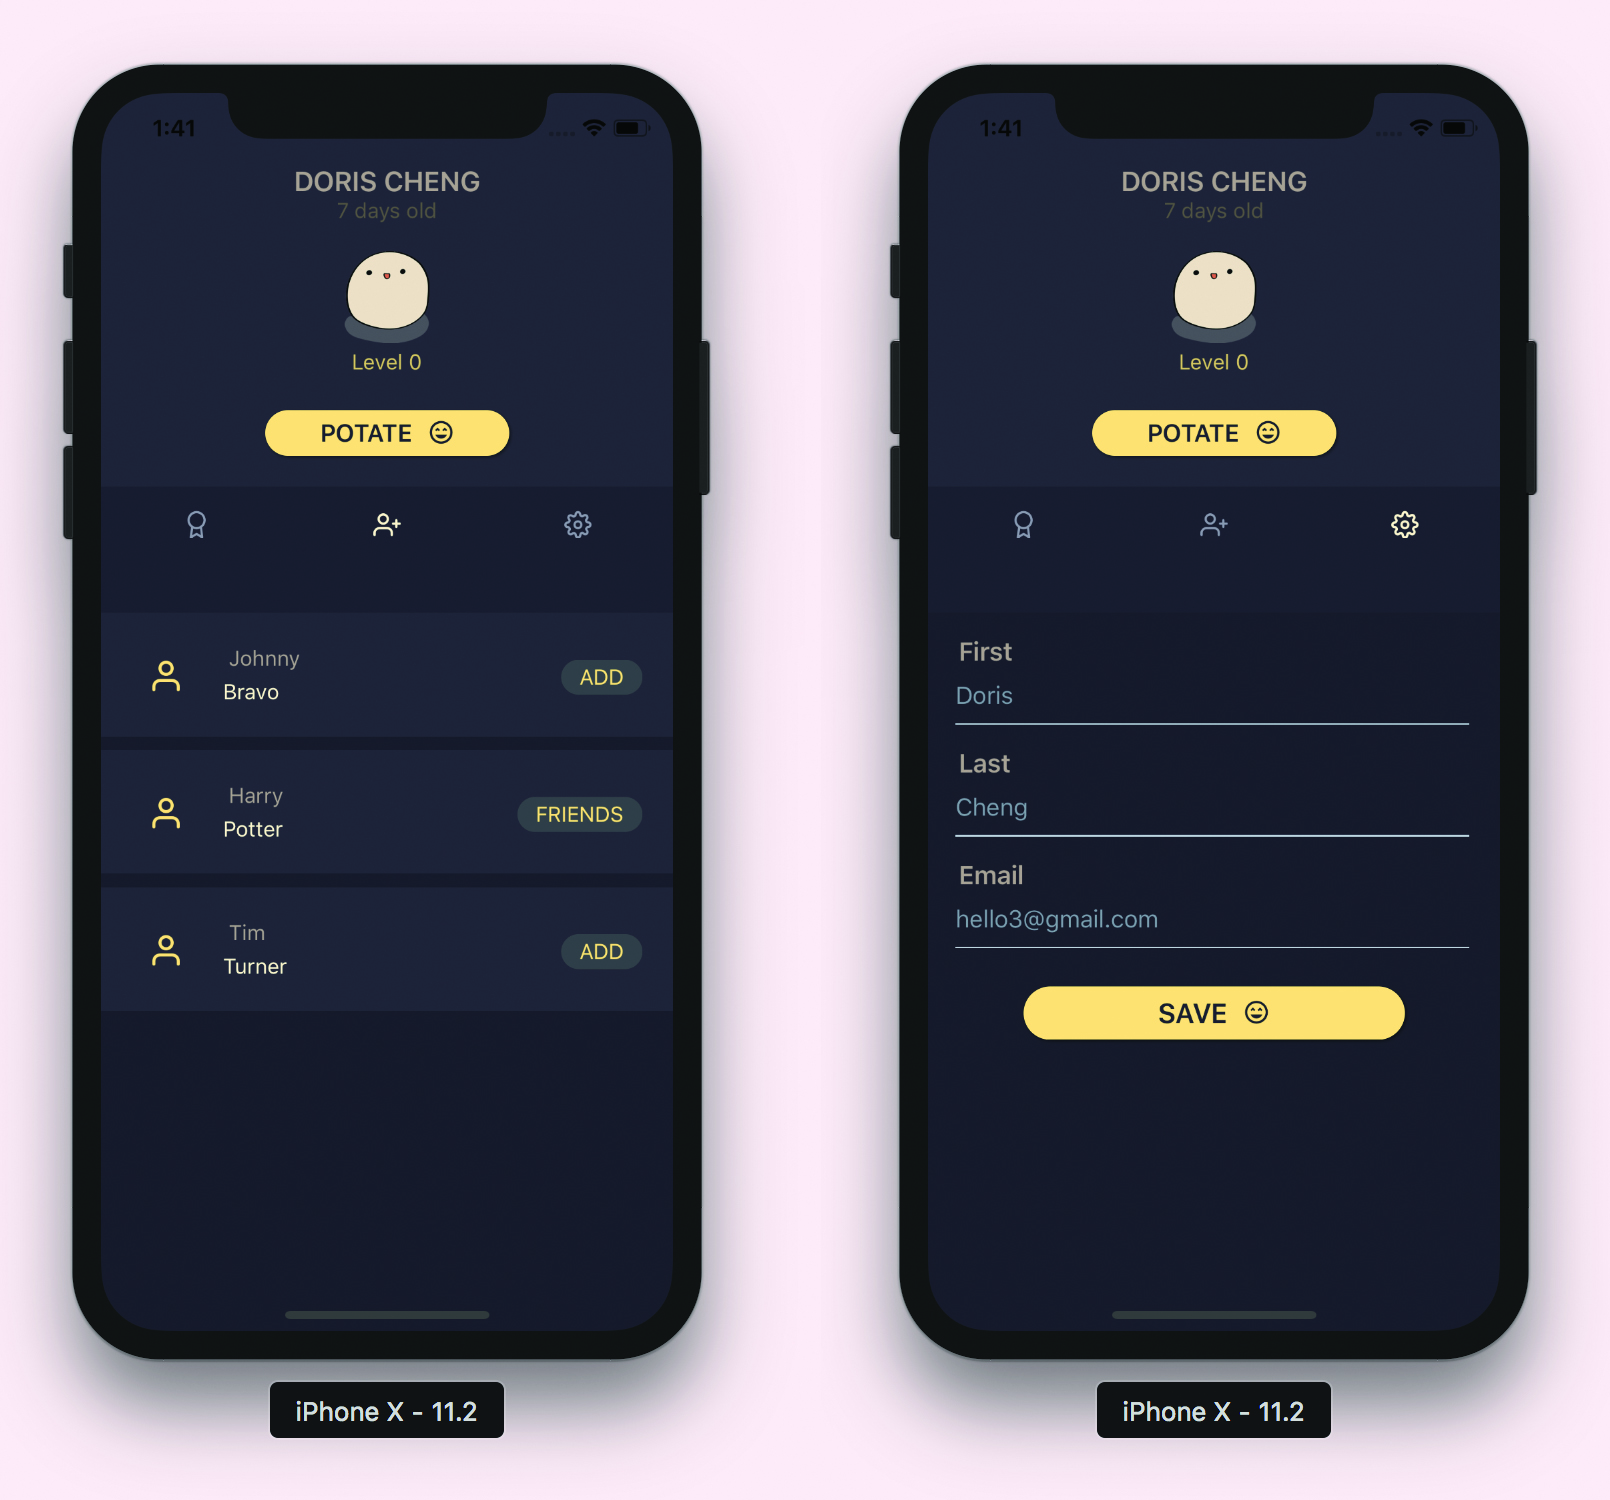 1:41
DORIS CHENG
7 days old
Level 0
POTATE
Johnny
Bravo
ADD
Harry
Potter
FRIENDS
Tim
Turner
ADD
iPhone X - 11.2
1:41
DORIS CHENG
7 days old
Level 0
POTATE
First
Doris
Last
Cheng
Email
hello3@gmail.com
SAVE
iPhone X - 11.2